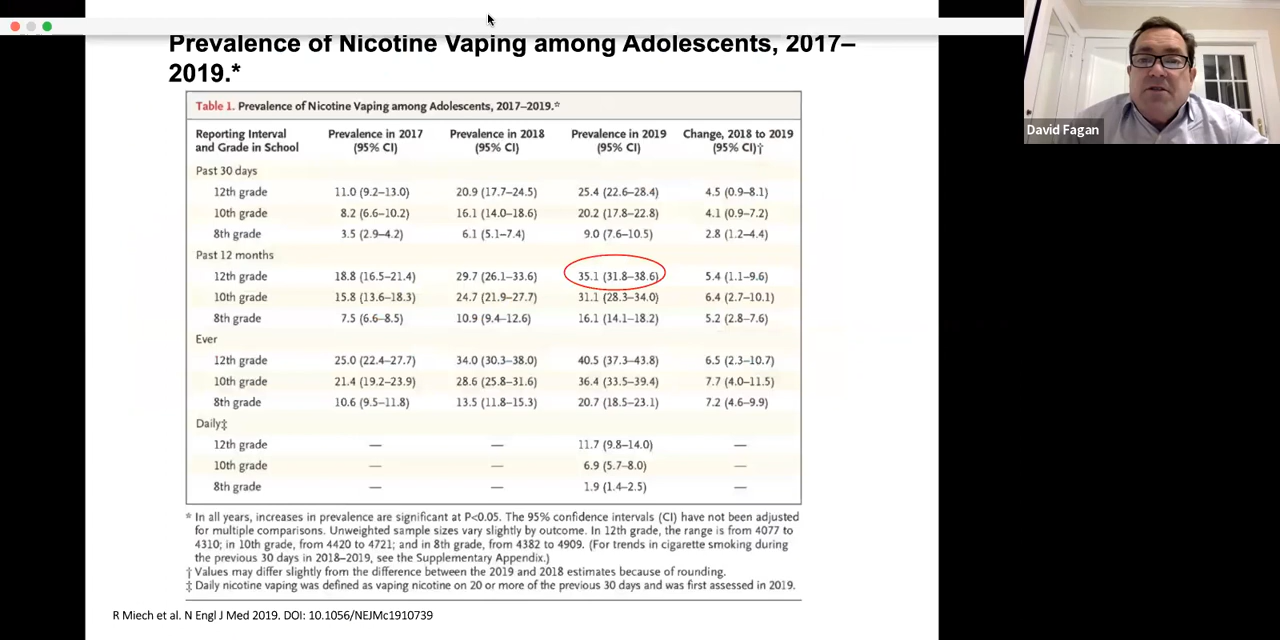 Prevalence of Nicotine Vaping among Adolescents, 2017–
2019.*
David Fagan
Table 1. Prevalence of Nicotine Vaping among Adolescents, 2017–2019.*
Reporting Interval and Grade in School | Prevalence in 2017 (95% CI) | Prevalence in 2018 (95% CI) | Prevalence in 2019 (95% CI) | Change, 2018 to 2019 (95% CI)†
Past 30 days
12th grade 11.0 (9.2–13.0) 20.9 (17.7–24.5) 25.4 (22.6–28.4) 4.5 (0.9–8.1)
10th grade 8.2 (6.6–10.2) 16.1 (14.0–18.6) 20.2 (17.8–22.8) 4.1 (0.9–7.2)
8th grade 3.5 (2.9–4.2) 6.1 (5.1–7.4) 9.0 (7.6–10.5) 2.8 (1.2–4.4)
Past 12 months
12th grade 18.8 (16.5–21.4) 29.7 (26.1–33.6) 35.1 (31.8–38.6) 5.4 (1.1–9.6)
10th grade 15.8 (13.6–18.3) 24.7 (21.9–27.7) 31.1 (28.3–34.0) 6.4 (2.7–10.1)
8th grade 7.5 (6.6–8.5) 10.9 (9.4–12.6) 16.1 (14.1–18.2) 5.2 (2.8–7.6)
Ever
12th grade 25.0 (22.4–27.7) 34.0 (30.3–38.0) 40.5 (37.3–43.8) 6.5 (2.3–10.7)
10th grade 21.4 (19.2–23.9) 28.6 (25.8–31.6) 36.4 (33.5–39.4) 7.7 (4.0–11.5)
8th grade 10.6 (9.5–11.8) 13.5 (11.8–15.3) 20.7 (18.5–23.1) 7.2 (4.6–9.9)
Daily‡
12th grade — — 11.7 (9.8–14.0) —
10th grade — — 6.9 (5.7–8.0) —
8th grade — — 1.9 (1.4–2.5) —
* In all years, increases in prevalence are significant at P<0.05. The 95% confidence intervals (CI) have not been adjusted
for multiple comparisons. Unweighted sample sizes vary slightly by outcome. In 12th grade, the range is from 4077 to
4310; in 10th grade, from 4420 to 4721; and in 8th grade, from 4382 to 4909. (For trends in cigarette smoking during
the previous 30 days in 2018–2019, see the Supplementary Appendix.)
† Values may differ slightly from the difference between the 2019 and 2018 estimates because of rounding.
‡ Daily nicotine vaping was defined as vaping nicotine on 20 or more of the previous 30 days and was first assessed in 2019.
R Miech et al. N Engl J Med 2019. DOI: 10.1056/NEJMc1910739